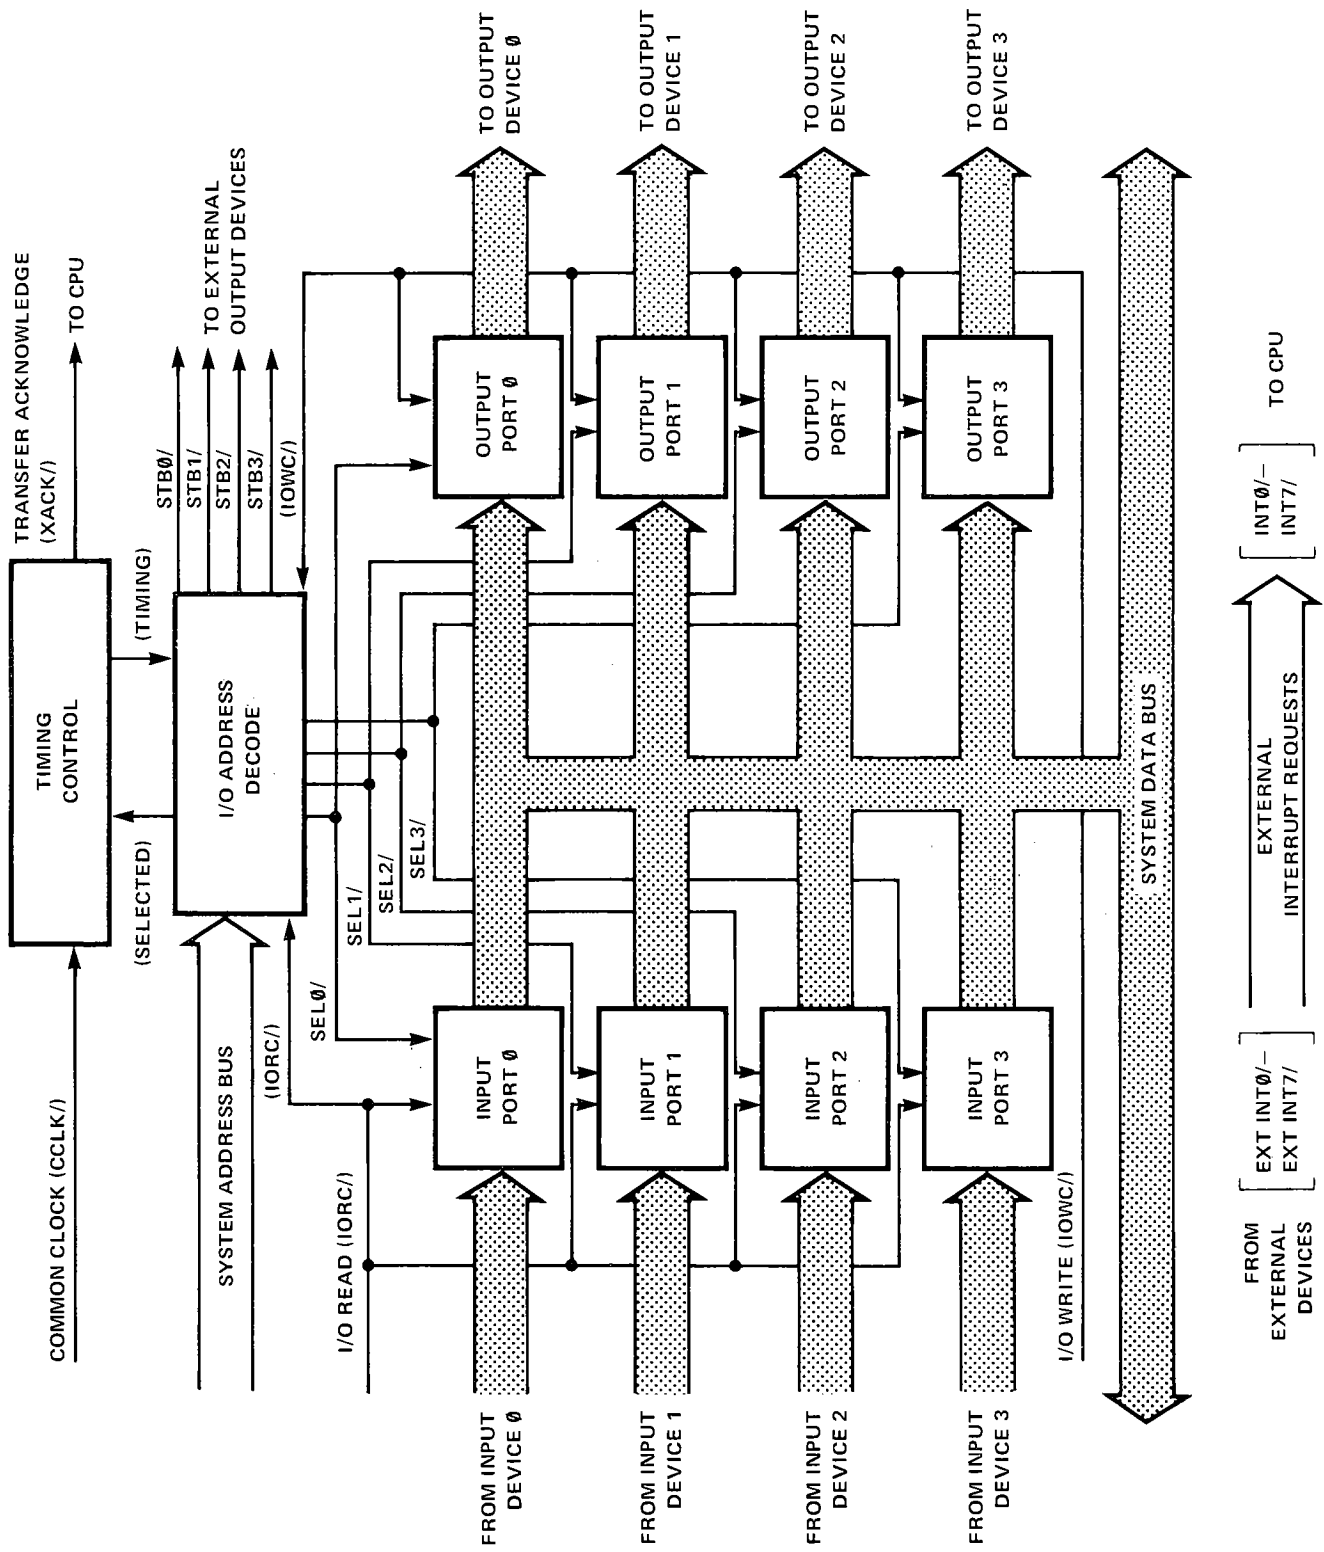 COMMON CLOCK (CCLK/)
TIMING
CONTROL
TRANSFER ACKNOWLEDGE
(XACK/)
TO CPU
(SELECTED)
(TIMING)
SYSTEM ADDRESS BUS
I/O ADDRESS
DECODE
STBØ/
STB1/
STB2/
STB3/
(IOWC/)
TO EXTERNAL
OUTPUT DEVICES
(IORC/)
SELØ/
SEL1/
SEL2/
SEL3/
I/O READ (IORC/)
FROM INPUT
DEVICE Ø
INPUT
PORT Ø
OUTPUT
PORT Ø
TO OUTPUT
DEVICE Ø
FROM INPUT
DEVICE 1
INPUT
PORT 1
OUTPUT
PORT 1
TO OUTPUT
DEVICE 1
FROM INPUT
DEVICE 2
INPUT
PORT 2
OUTPUT
PORT 2
TO OUTPUT
DEVICE 2
FROM INPUT
DEVICE 3
INPUT
PORT 3
OUTPUT
PORT 3
TO OUTPUT
DEVICE 3
I/O WRITE (IOWC/)
SYSTEM DATA BUS
FROM
EXTERNAL
DEVICES
EXT INTØ/–
EXT INT7/
EXTERNAL
INTERRUPT REQUESTS
INTØ/–
INT7/
TO CPU